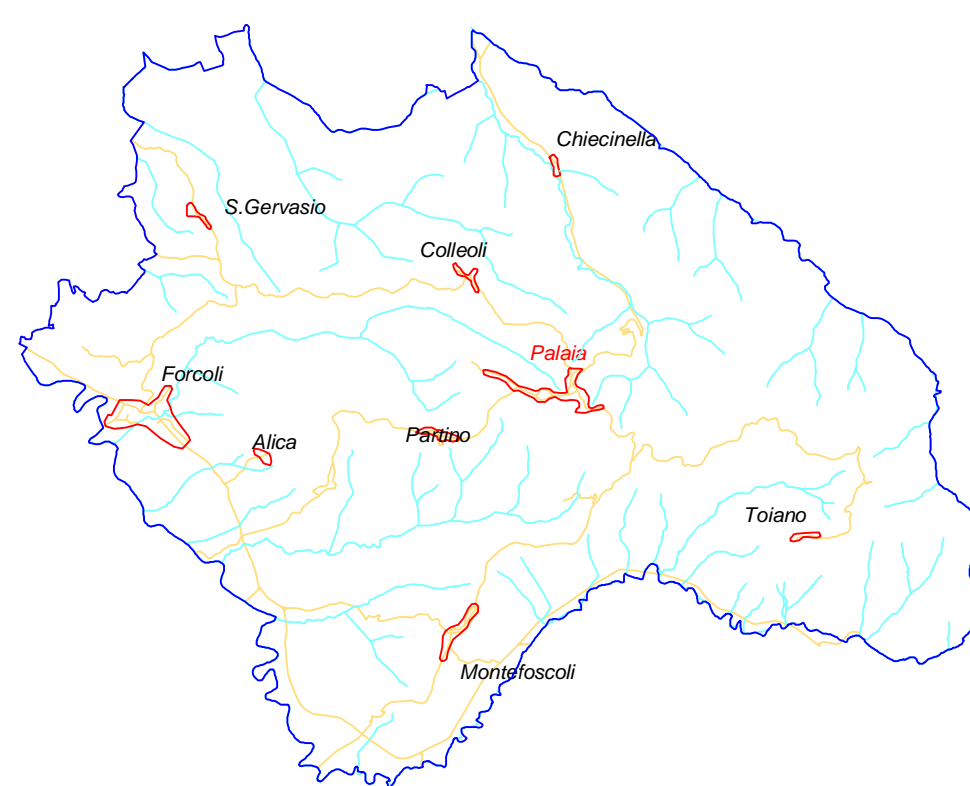 Chiecinella
S.Gervasio
Colleoli
Palaia
Forcoli
Partino
Alica
Toiano
Montefoscoli